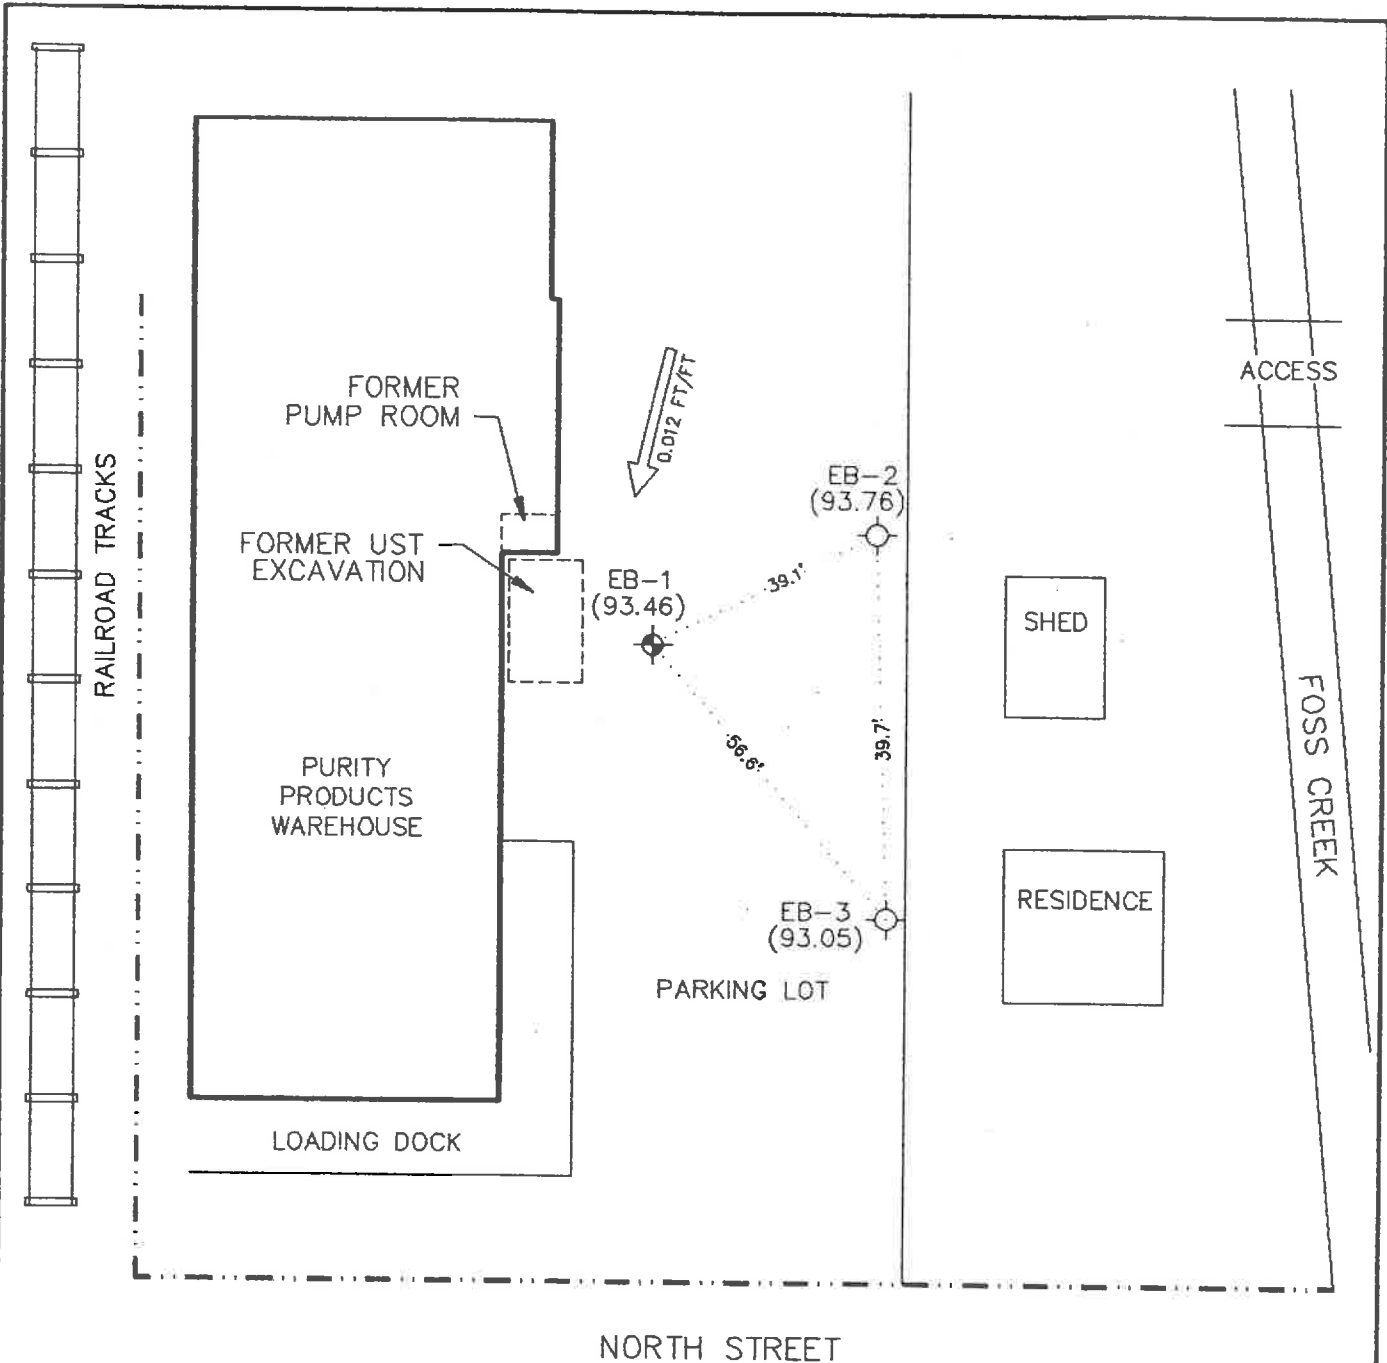 FORMER
PUMP ROOM
0.012 FT/FT
ACCESS
RAILROAD TRACKS
EB-2
(93.76)
FORMER UST
EXCAVATION
EB-1
(93.46)
39.1'
SHED
39.7'
56.6'
FOSS CREEK
PURITY
PRODUCTS
WAREHOUSE
RESIDENCE
EB-3
(93.05)
PARKING LOT
LOADING DOCK
NORTH STREET